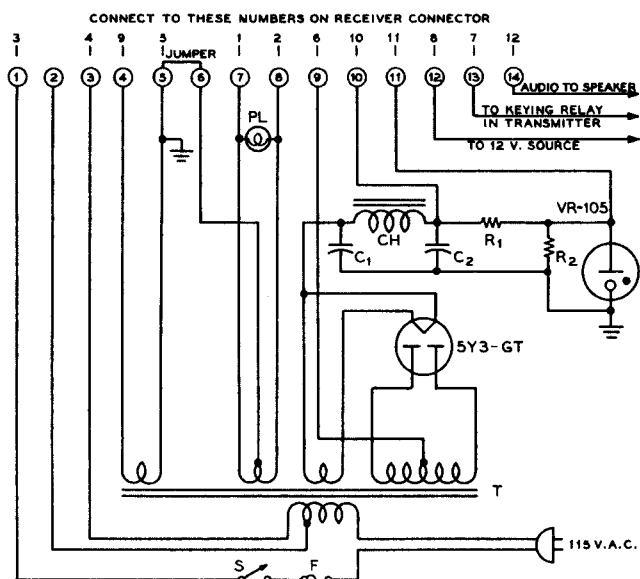 CONNECT TO THESE NUMBERS ON RECEIVER CONNECTOR
3 4 9 5 1 2 6 10 11 8 7 12
JUMPER
1 2 3 4 5 6 7 8 9 10 11 12 13 14
AUDIO TO SPEAKER
TO KEYING RELAY
IN TRANSMITTER
TO 12 V. SOURCE
PL
VR-105
CH R1
C1 C2 R2
5Y3-GT
T
115 V.A.C.
S F